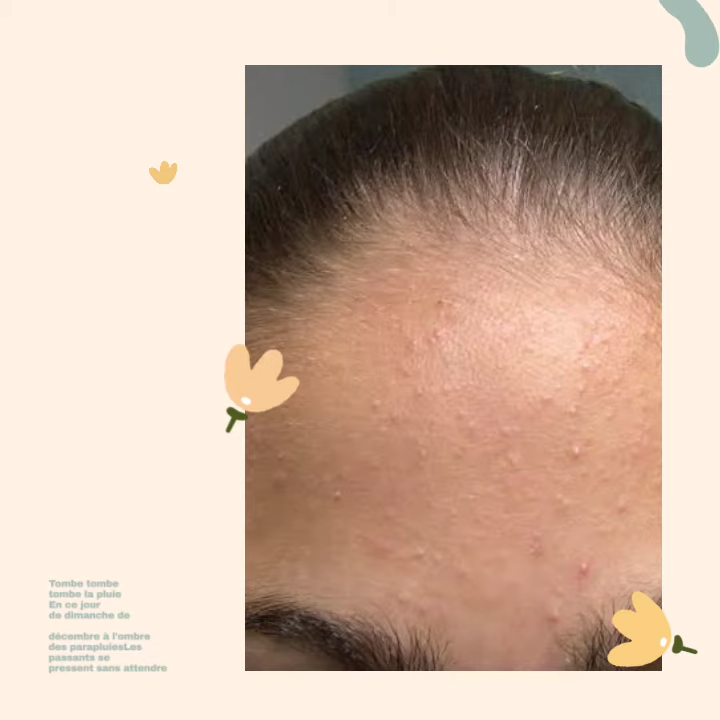 Tombe tombe
tombe la pluie
En ce jour
de dimanche de
décembre à l'ombre
des parapluiesLes
passants se
pressent sans attendre